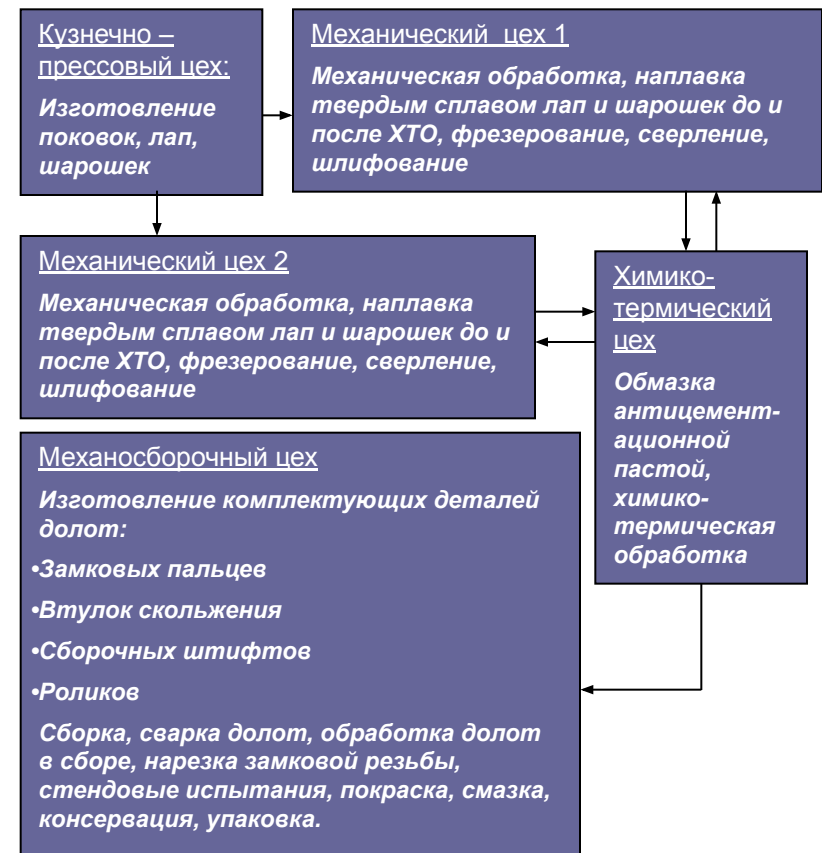 Кузнечно –
прессовый цех:
Изготовление
поковок, лап,
шарошек
Механический  цех 1
Механическая обработка, наплавка
твердым сплавом лап и шарошек до и
после ХТО, фрезерование, сверление,
шлифование
Механический цех 2
Механическая обработка, наплавка
твердым сплавом лап и шарошек до и
после ХТО, фрезерование, сверление,
шлифование
Химико-
термический
цех
Обмазка
антицемент-
ационной
пастой,
химико-
термическая
обработка
Механосборочный цех
Изготовление комплектующих деталей
долот:
•Замковых пальцев
•Втулок скольжения
•Сборочных штифтов
•Роликов
Сборка, сварка долот, обработка долот
в сборе, нарезка замковой резьбы,
стендовые испытания, покраска, смазка,
консервация, упаковка.